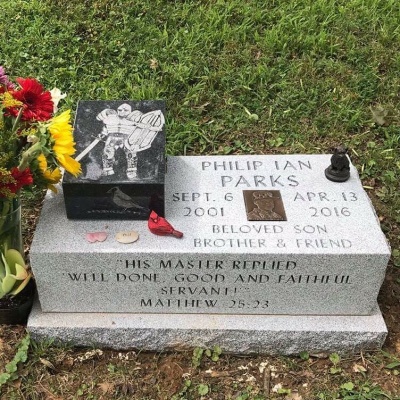 PHILIP IAN
PARKS
SEPT. 6 APR. 13
2001 2016
BELOVED SON
BROTHER & FRIEND
"HIS MASTER REPLIED
"WELL DONE, GOOD AND FAITHFUL
SERVANT!""
MATTHEW 25-23